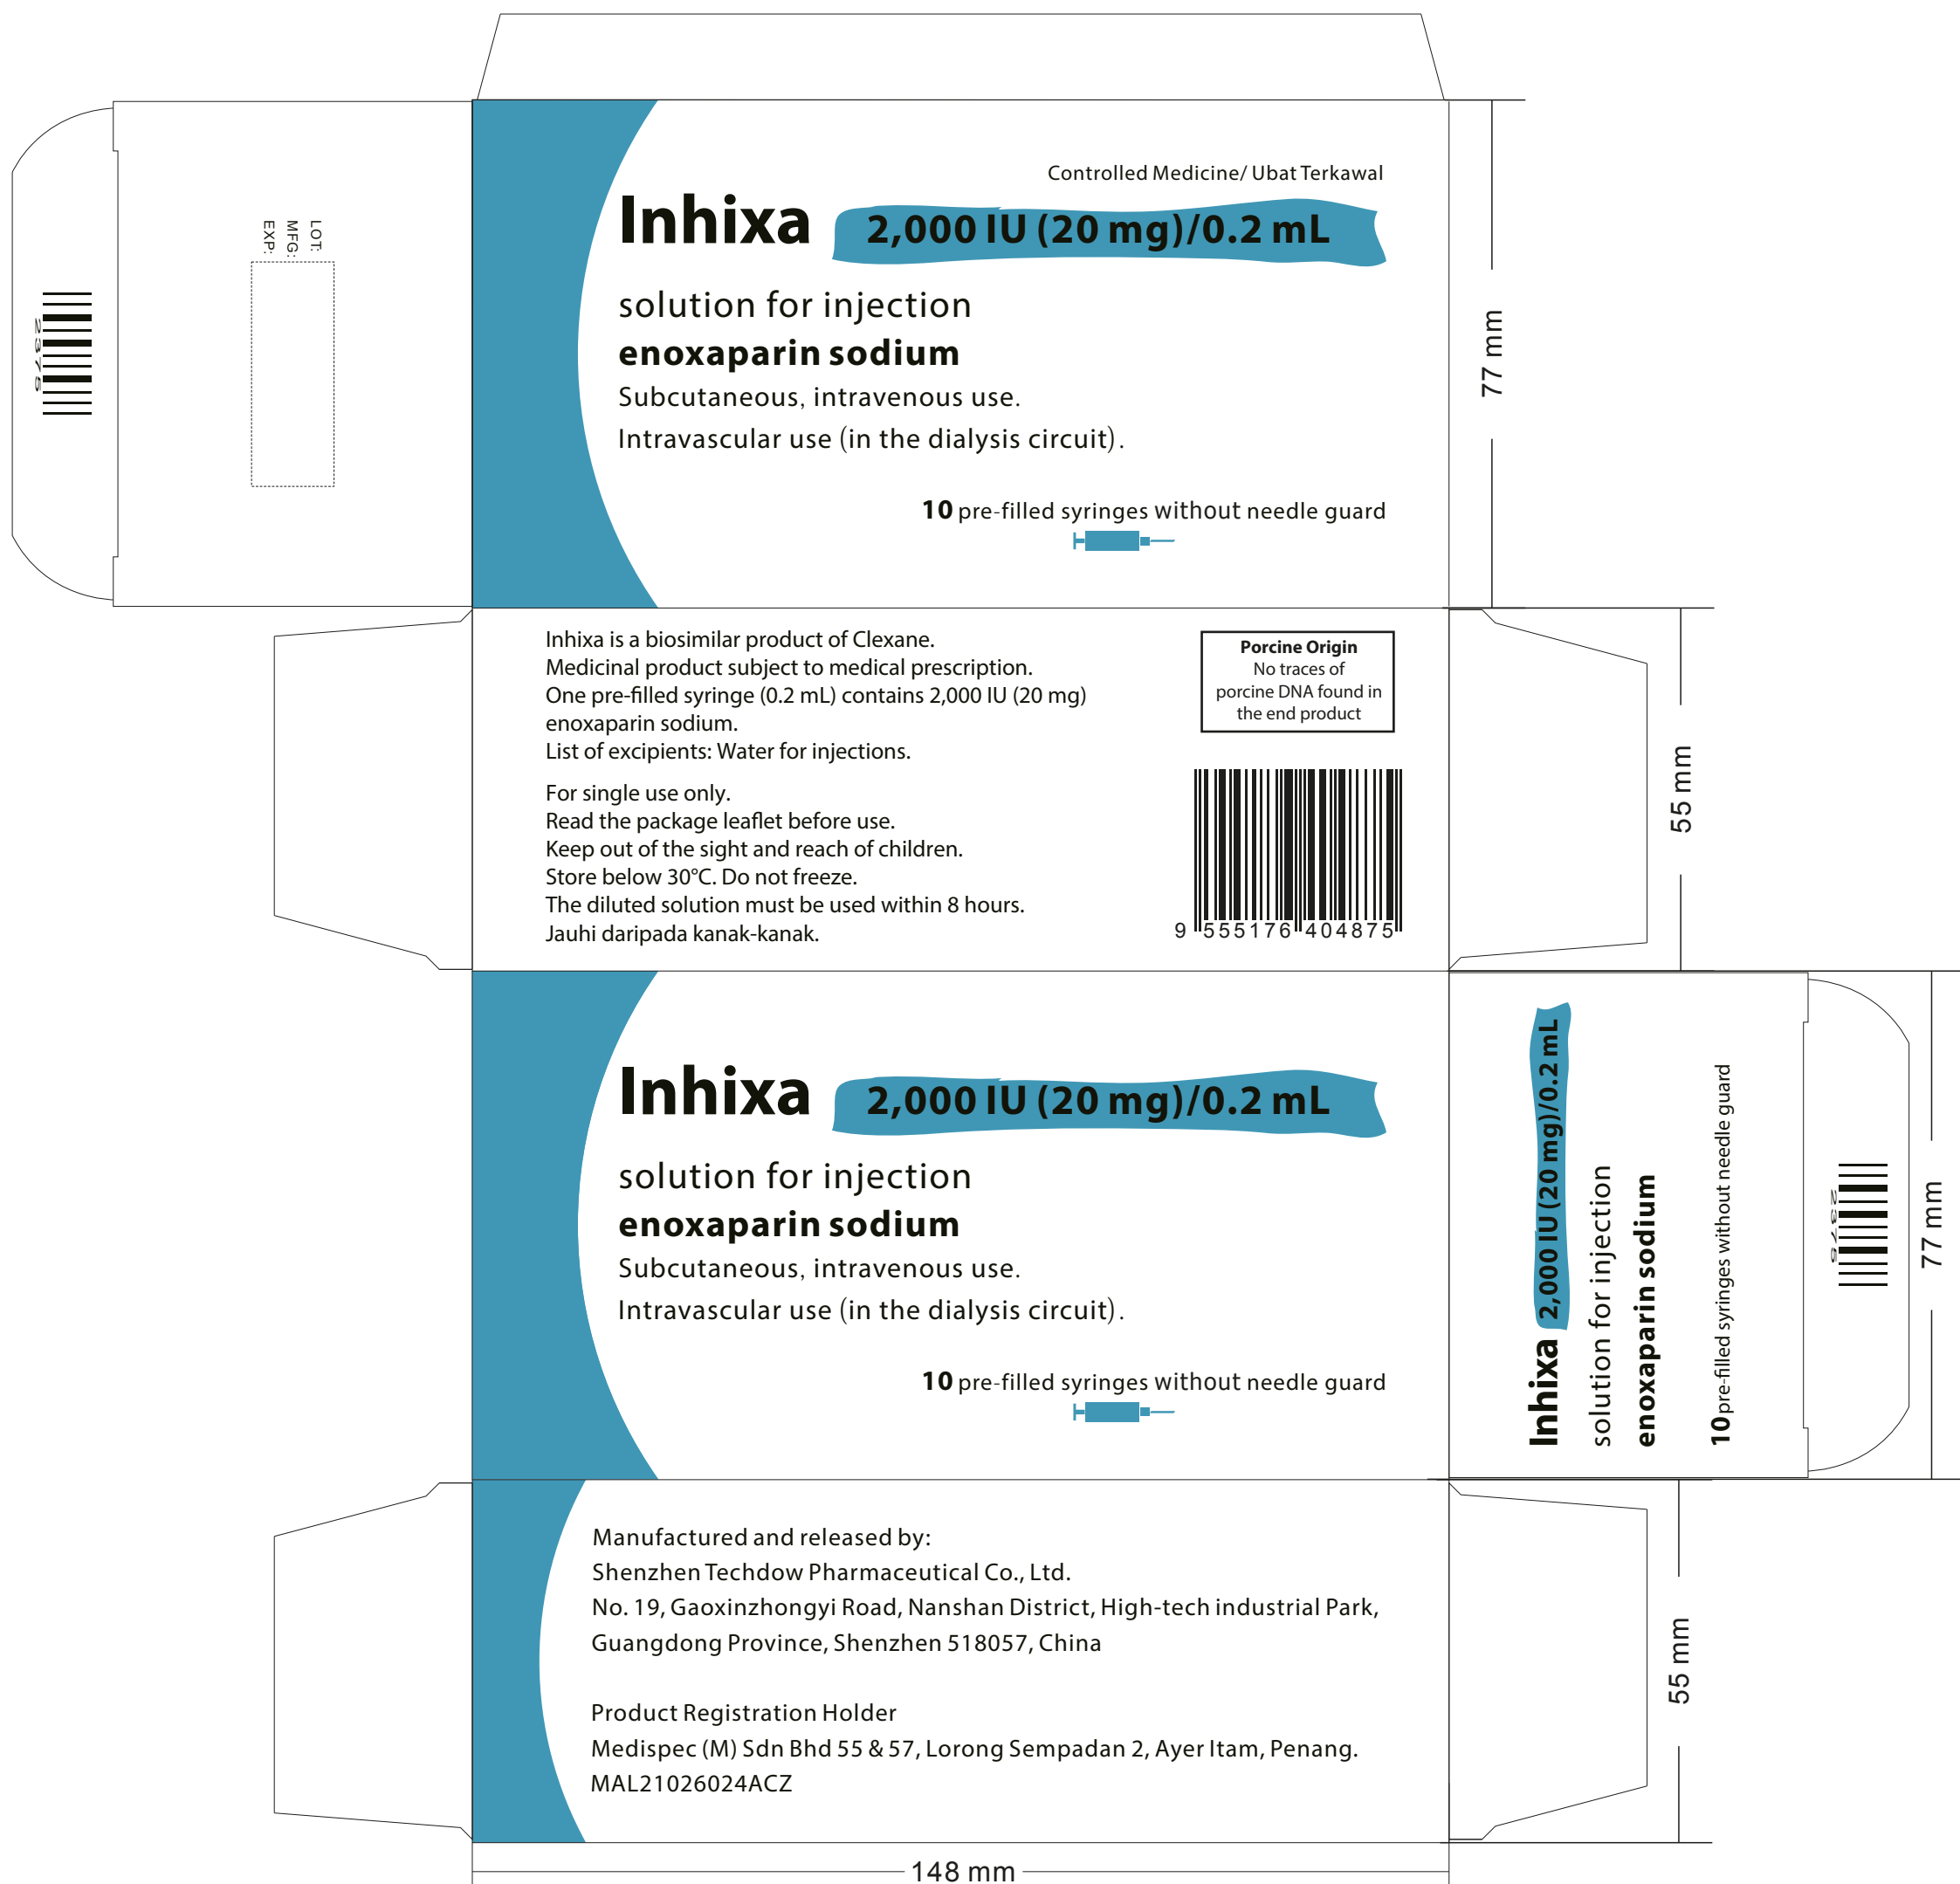 Controlled Medicine/ Ubat Terkawal
Inhixa 2,000 IU (20 mg)/0.2 mL
solution for injection
enoxaparin sodium
Subcutaneous, intravenous use.
Intravascular use (in the dialysis circuit).
10 pre-filled syringes without needle guard
LOT:
MFG:
EXP:
2375
77 mm
Inhixa is a biosimilar product of Clexane.
Medicinal product subject to medical prescription.
One pre-filled syringe (0.2 mL) contains 2,000 IU (20 mg)
enoxaparin sodium.
List of excipients: Water for injections.
For single use only.
Read the package leaflet before use.
Keep out of the sight and reach of children.
Store below 30°C. Do not freeze.
The diluted solution must be used within 8 hours.
Jauhi daripada kanak-kanak.
Porcine Origin
No traces of
porcine DNA found in
the end product
9 555176 404875
55 mm
Inhixa 2,000 IU (20 mg)/0.2 mL
solution for injection
enoxaparin sodium
Subcutaneous, intravenous use.
Intravascular use (in the dialysis circuit).
10 pre-filled syringes without needle guard
Inhixa 2,000 IU (20 mg)/0.2 mL
solution for injection
enoxaparin sodium
10 pre-filled syringes without needle guard
2375
77 mm
Manufactured and released by:
Shenzhen Techdow Pharmaceutical Co., Ltd.
No. 19, Gaoxinzhongyi Road, Nanshan District, High-tech industrial Park,
Guangdong Province, Shenzhen 518057, China
Product Registration Holder
Medispec (M) Sdn Bhd 55 & 57, Lorong Sempadan 2, Ayer Itam, Penang.
MAL21026024ACZ
55 mm
148 mm